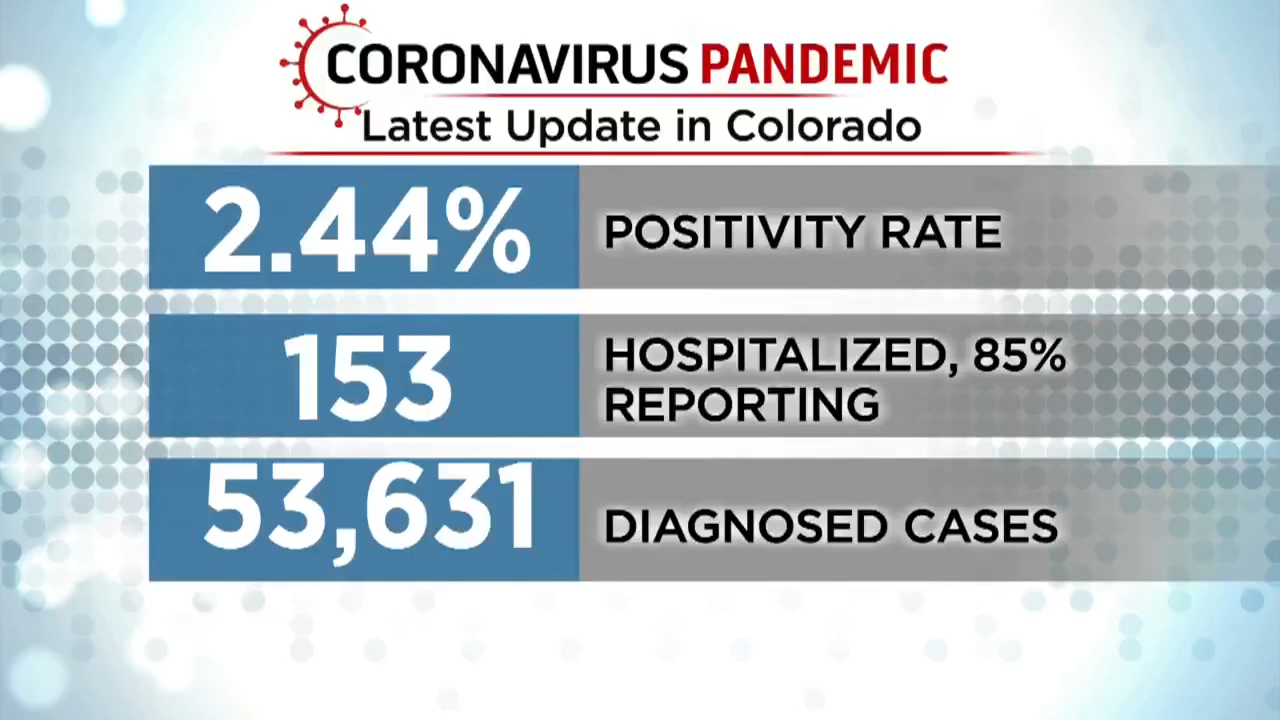 CORONAVIRUS PANDEMIC
Latest Update in Colorado
2.44%
POSITIVITY RATE
153
HOSPITALIZED, 85%
REPORTING
53,631
DIAGNOSED CASES